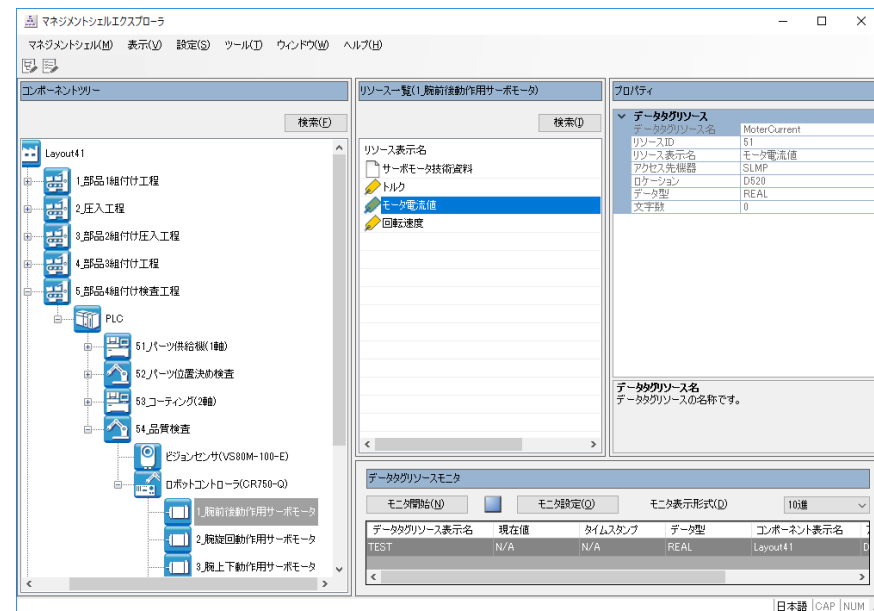 マネジメントシェルエクスプローラ
マネジメントシェル(M) 表示(V) 設定(S) ツール(T) ウィンドウ(W) ヘルプ(H)
コンポーネントツリー
検索(F)
Layout41
1_部品1組付け工程
2_圧入工程
3_部品2組付け圧入工程
4_部品3組付け工程
5_部品4組付け検査工程
PLC
51_パーツ供給機(1軸)
52_パーツ位置決め検査
53_コーティング(2軸)
54_品質検査
ビジョンセンサ(VS80M-100-E)
ロボットコントローラ(CR750-Q)
1_腕前後動作用サーボモータ
2_腕旋回動作用サーボモータ
3_腕上下動作用サーボモータ
リソース一覧(1_腕前後動作用サーボモータ)
検索(I)
リソース表示名
サーボモータ技術資料
トルク
モータ電流値
回転速度
プロパティ
データタグリソース
データタグリソース名 MoterCurrent
リソースID 51
リソース表示名 モータ電流値
アクセス先機器 SLMP
ロケーション D520
データ型 REAL
文字数 0
データタグリソース名
データタグリソースの名称です。
データタグリソースモニタ
モニタ開始(N) モニタ設定(O) モニタ表示形式(D) 10進
データタグリソース表示名 現在値 タイムスタンプ データ型 コンポーネント表示名
TEST N/A N/A REAL Layout41 D
日本語 CAP NUM